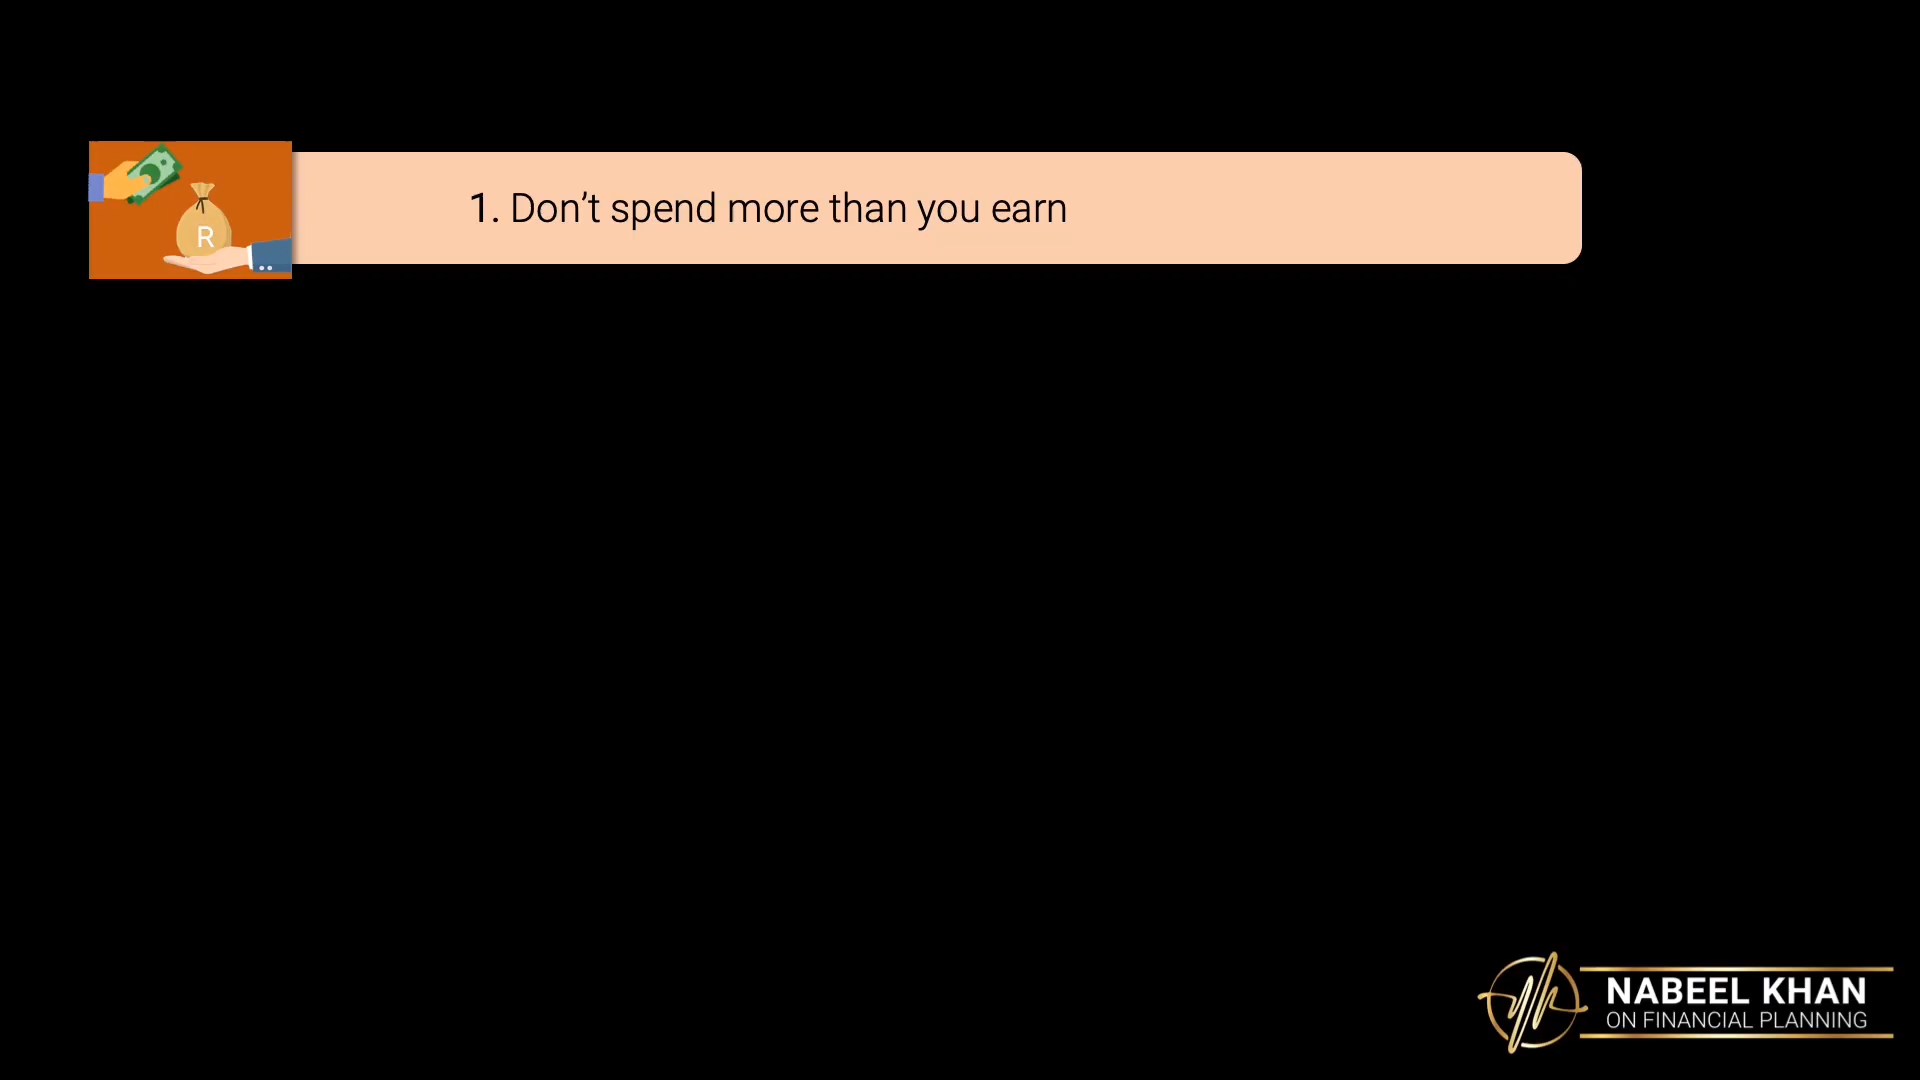 R
1. Don’t spend more than you earn
NABEEL KHAN
ON FINANCIAL PLANNING